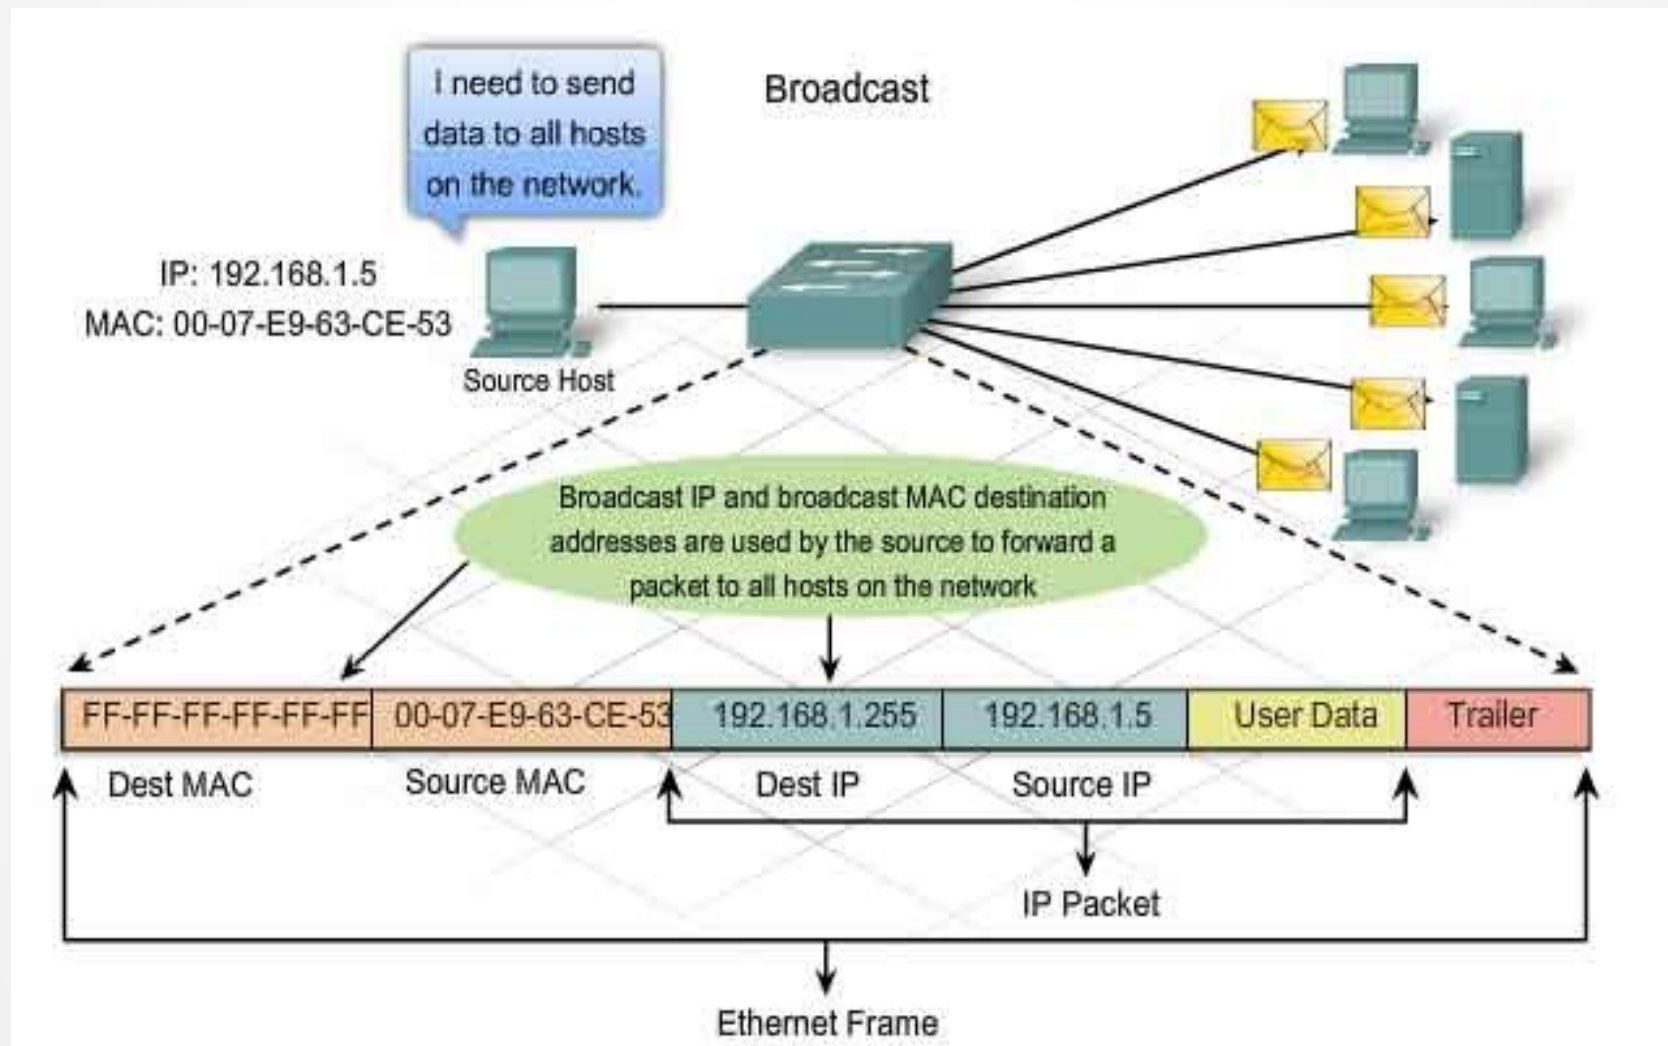 I need to send
data to all hosts
on the network.
Broadcast
IP: 192.168.1.5
MAC: 00-07-E9-63-CE-53
Source Host
Broadcast IP and broadcast MAC destination
addresses are used by the source to forward a
packet to all hosts on the network
FF-FF-FF-FF-FF-FF 00-07-E9-63-CE-53 192.168.1.255 192.168.1.5 User Data Trailer
Dest MAC Source MAC Dest IP Source IP
IP Packet
Ethernet Frame